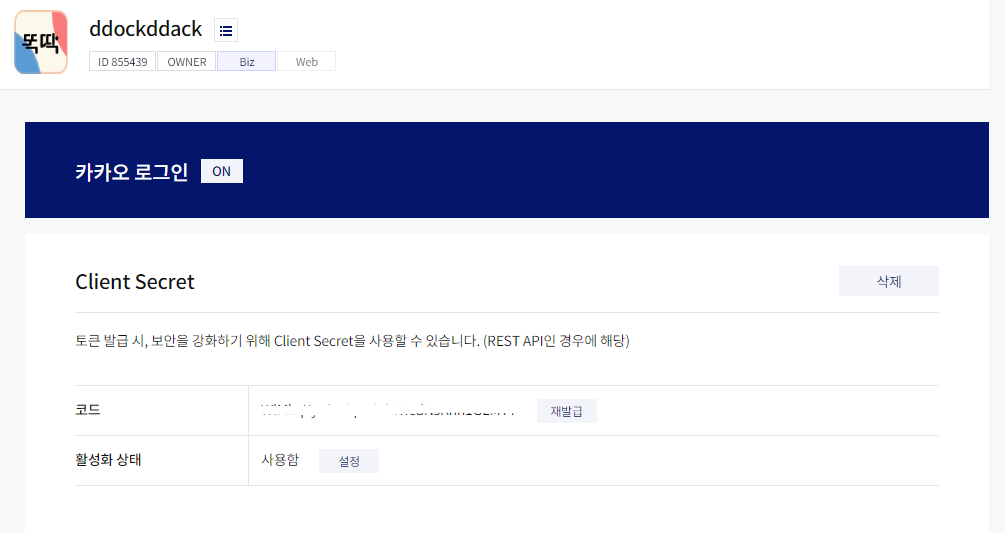 똑딱
ddockddack
ID 855439 OWNER Biz Web
카카오 로그인 ON
Client Secret 삭제
토큰 발급 시, 보안을 강화하기 위해 Client Secret을 사용할 수 있습니다. (REST API인 경우에 해당)
코드 재발급
활성화 상태 사용함 설정